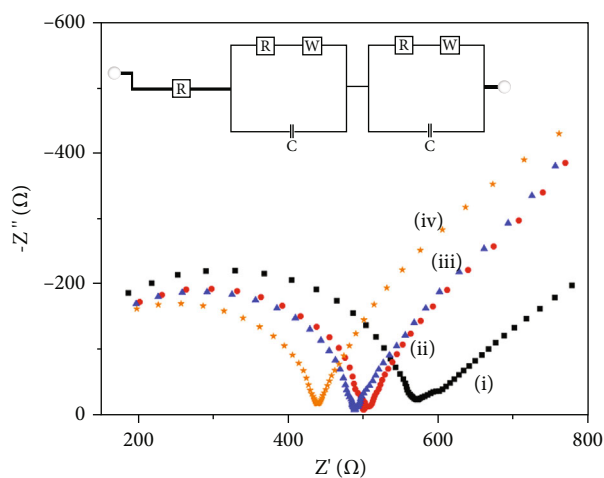 −600
−400
−200
0
-Z'' (Ω)
R
R
W
C
R
W
C
(iv)
(iii)
(ii)
(i)
200
400
600
800
Z' (Ω)